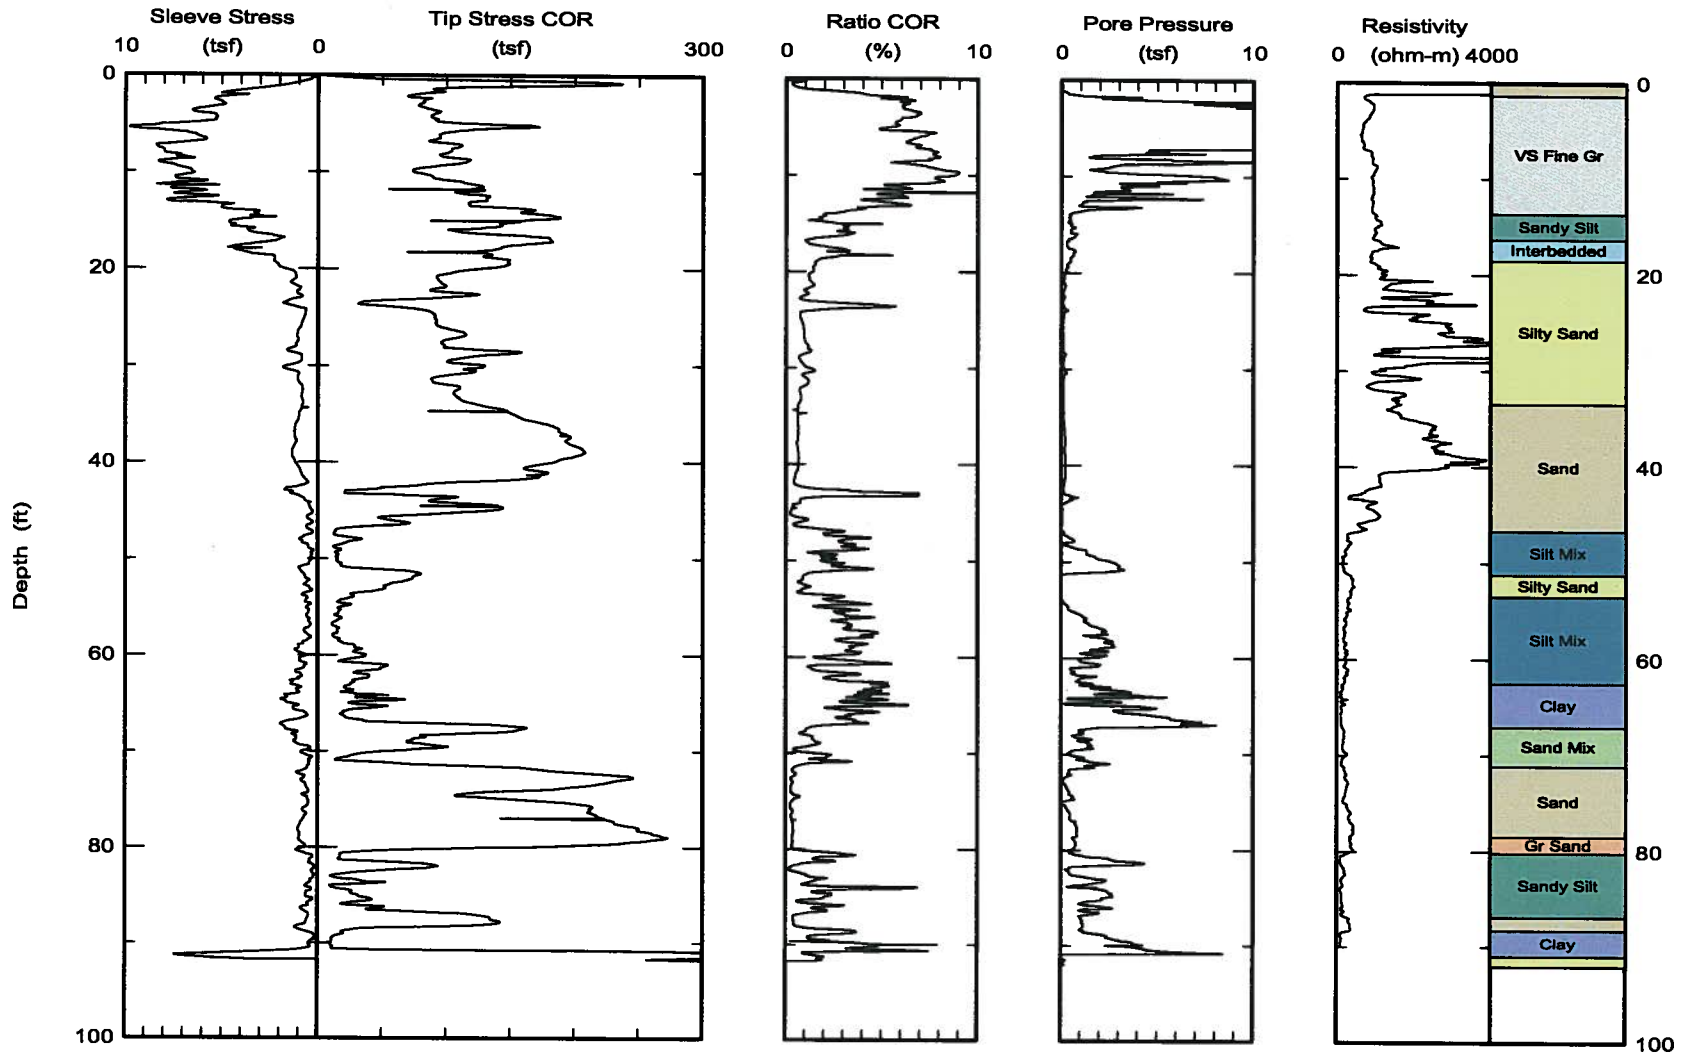 Sleeve Stress
(tsf)
10 0
Tip Stress COR
(tsf)
300
Ratio COR
(%)
0 10
Pore Pressure
(tsf)
0 10
Resistivity
0 (ohm-m) 4000
Depth (ft)
0
20
40
60
80
100
VS Fine Gr
Sandy Silt
Interbedded
Silty Sand
Sand
Silt Mix
Silty Sand
Silt Mix
Clay
Sand Mix
Sand
Gr Sand
Sandy Silt
Clay
0
20
40
60
80
100